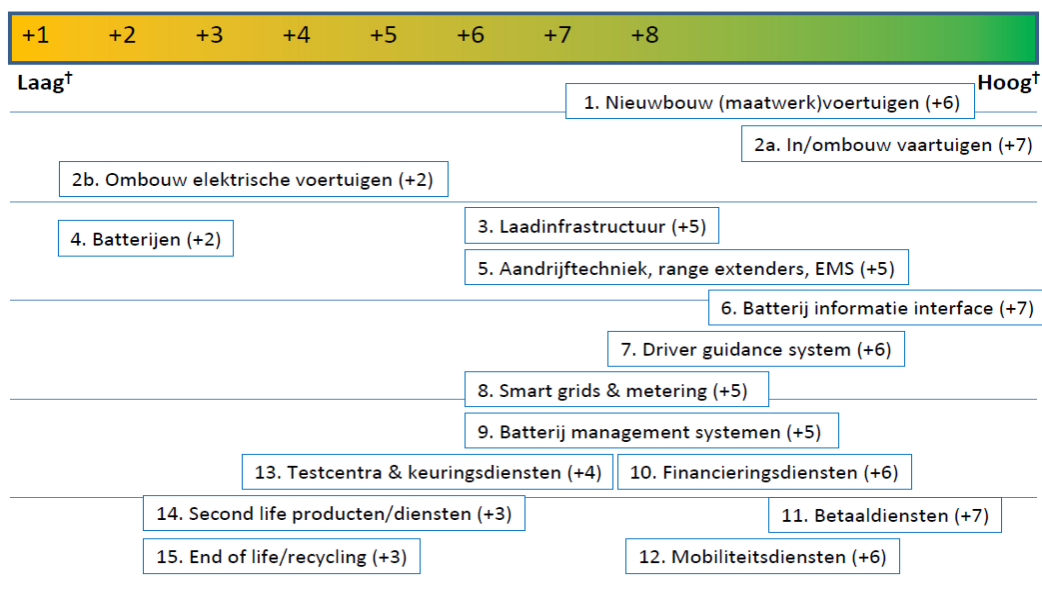 +1 +2 +3 +4 +5 +6 +7 +8
Laag† Hoog†
1. Nieuwbouw (maatwerk)voertuigen (+6)
2a. In/ombouw vaartuigen (+7)
2b. Ombouw elektrische voertuigen (+2)
3. Laadinfrastructuur (+5)
4. Batterijen (+2)
5. Aandrijftechniek, range extenders, EMS (+5)
6. Batterij informatie interface (+7)
7. Driver guidance system (+6)
8. Smart grids & metering (+5)
9. Batterij management systemen (+5)
13. Testcentra & keuringsdiensten (+4)
10. Financieringsdiensten (+6)
14. Second life producten/diensten (+3)
11. Betaaldiensten (+7)
15. End of life/recycling (+3)
12. Mobiliteitsdiensten (+6)